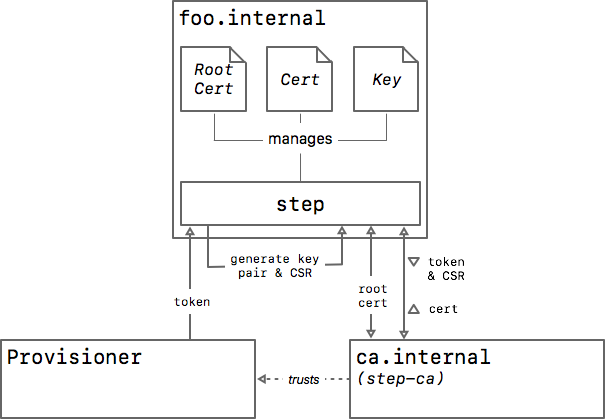 foo.internal
Root
Cert
Cert
Key
manages
step
generate key
pair & CSR
token
root
cert
token
& CSR
cert
Provisioner
trusts
ca.internal
(step-ca)